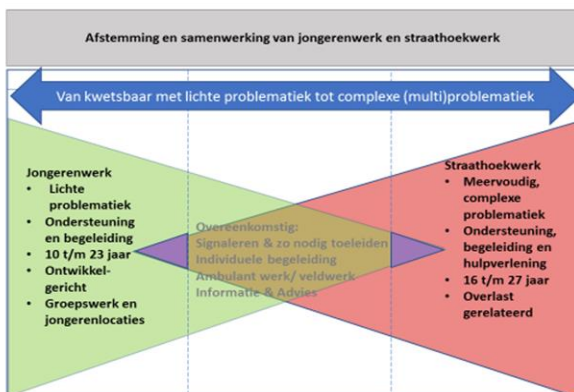 Afstemming en samenwerking van jongerenwerk en straathoekwerk
Van kwetsbaar met lichte problematiek tot complexe (multi)problematiek
Jongerenwerk
• Lichte
problematiek
• Ondersteuning
en begeleiding
• 10 t/m 23 jaar
• Ontwikkel-
gericht
• Groepswerk en
jongerenlocaties
Overeenkomstig:
Signaleren & zo nodig toeleiden
Individuele begeleiding
Ambulant werk/ veldwerk
Informatie & Advies
Straathoekwerk
• Meervoudig,
complexe
problematiek
• Ondersteuning,
begeleiding en
hulpverlening
• 16 t/m 27 jaar
• Overlast
gerelateerd